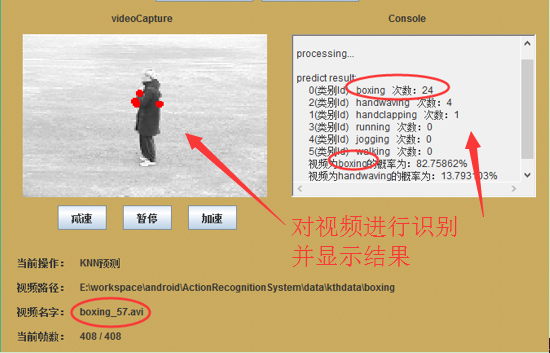 videoCapture
Console
processing...
predict result:
0(类别Id) boxing 次数：24
2(类别Id) handwaving 次数：4
1(类别Id) handclapping 次数：1
3(类别Id) running 次数：0
4(类别Id) jogging 次数：0
5(类别Id) walking 次数：0
视频为boxing的概率为：82.75862%
视频为handwaving的概率为：13.793103%
减速
暂停
加速
对视频进行识别
并显示结果
当前操作： KNN预测
视频路径： E:\workspace\android\ActionRecognitionSystem\data\kthdata\boxing
视频名字： boxing_57.avi
当前帧数： 408 / 408